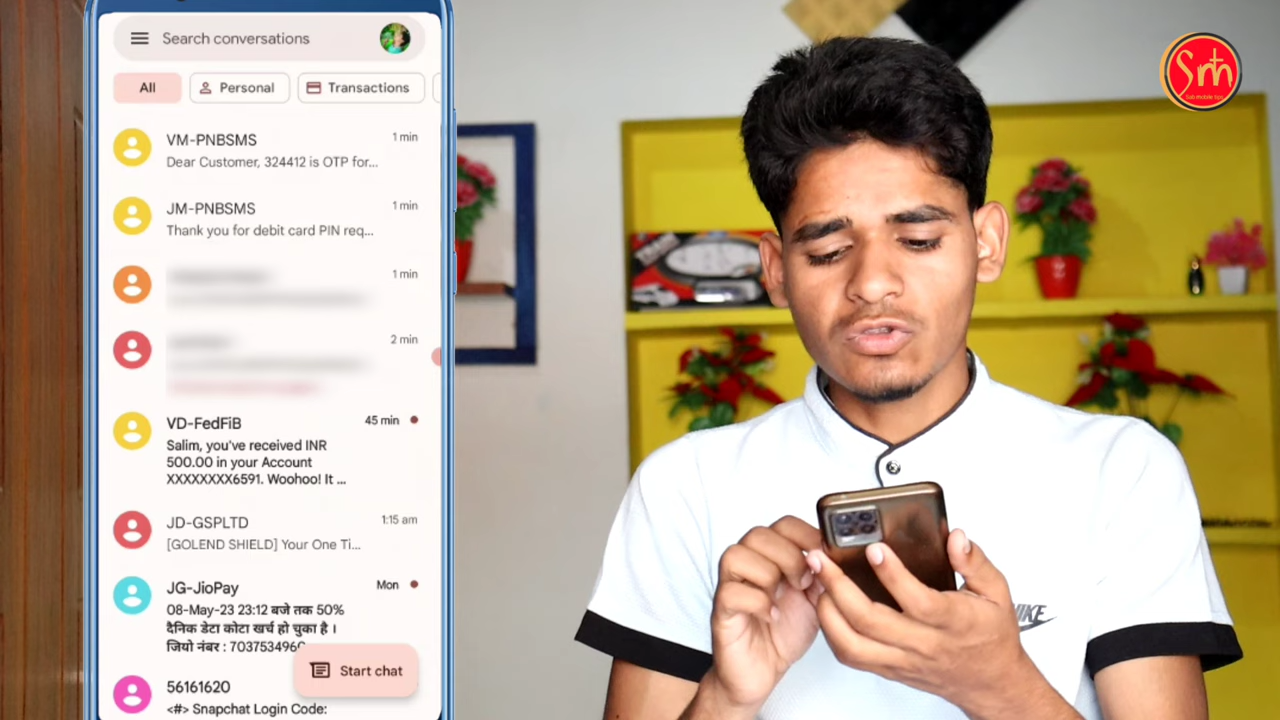 Search conversations
All
Personal
Transactions
VM-PNBSMS
1 min
Dear Customer, 324412 is OTP for...
JM-PNBSMS
1 min
Thank you for debit card PIN req...
1 min
2 min
VD-FedFiB
45 min
Salim, you've received INR
500.00 in your Account
XXXXXXXX6591. Woohoo! It ...
JD-GSPLTD
1:15 am
[GOLEND SHIELD] Your One Ti...
JG-JioPay
Mon
08-May-23 23:12 बजे तक 50%
दैनिक डेटा कोटा खर्च हो चुका है ।
जियो नंबर : 703753496
Start chat
56161620
<#> Snapchat Login Code:
Srh
Sab mobile tips
NIKE